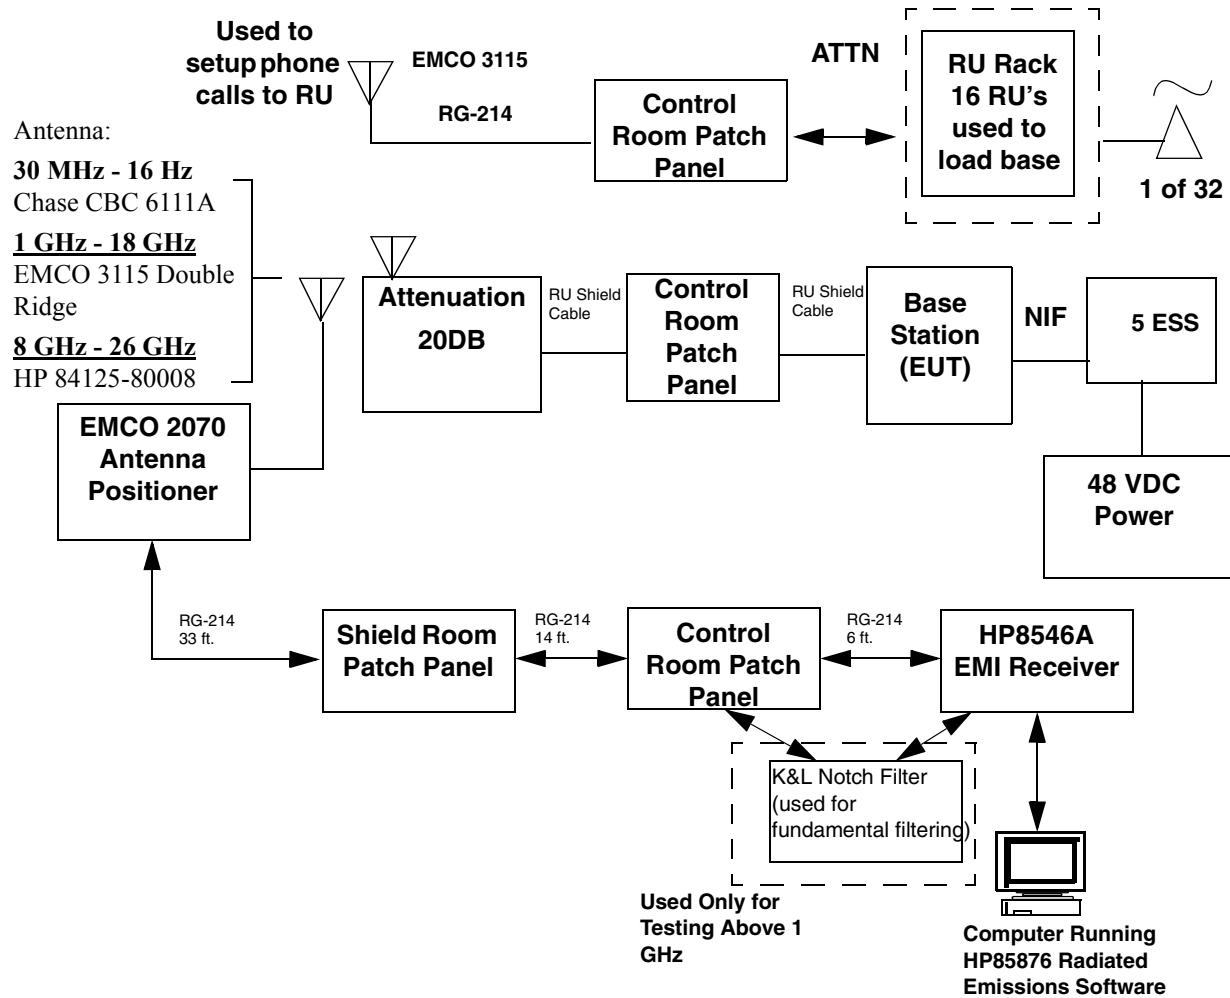 Used to
setup phone
calls to RU
EMCO 3115
RG-214
Control
Room Patch
Panel
ATTN
RU Rack
16 RU's
used to
load base
1 of 32
Antenna:
30 MHz - 16 Hz
Chase CBC 6111A
1 GHz - 18 GHz
EMCO 3115 Double
Ridge
8 GHz - 26 GHz
HP 84125-80008
Attenuation
20DB
RU Shield
Cable
Control
Room
Patch
Panel
RU Shield
Cable
Base
Station
(EUT)
NIF
5 ESS
EMCO 2070
Antenna
Positioner
48 VDC
Power
RG-214
33 ft.
Shield Room
Patch Panel
RG-214
14 ft.
Control
Room Patch
Panel
RG-214
6 ft.
HP8546A
EMI Receiver
K&L Notch Filter
(used for
fundamental filtering)
Used Only for
Testing Above 1
GHz
Computer Running
HP85876 Radiated
Emissions Software